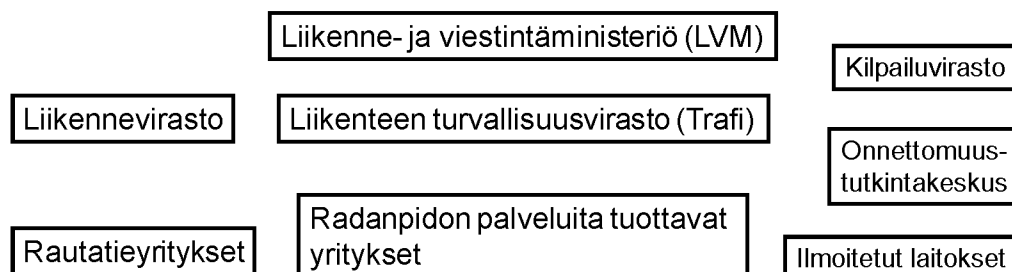 Liikenne- ja viestintäministeriö (LVM)
Kilpailuvirasto
Liikennevirasto
Liikenteen turvallisuusvirasto (Trafi)
Onnettomuus-
tutkintakeskus
Rautatieyritykset
Radanpidon palveluita tuottavat
yritykset
Ilmoitetut laitokset